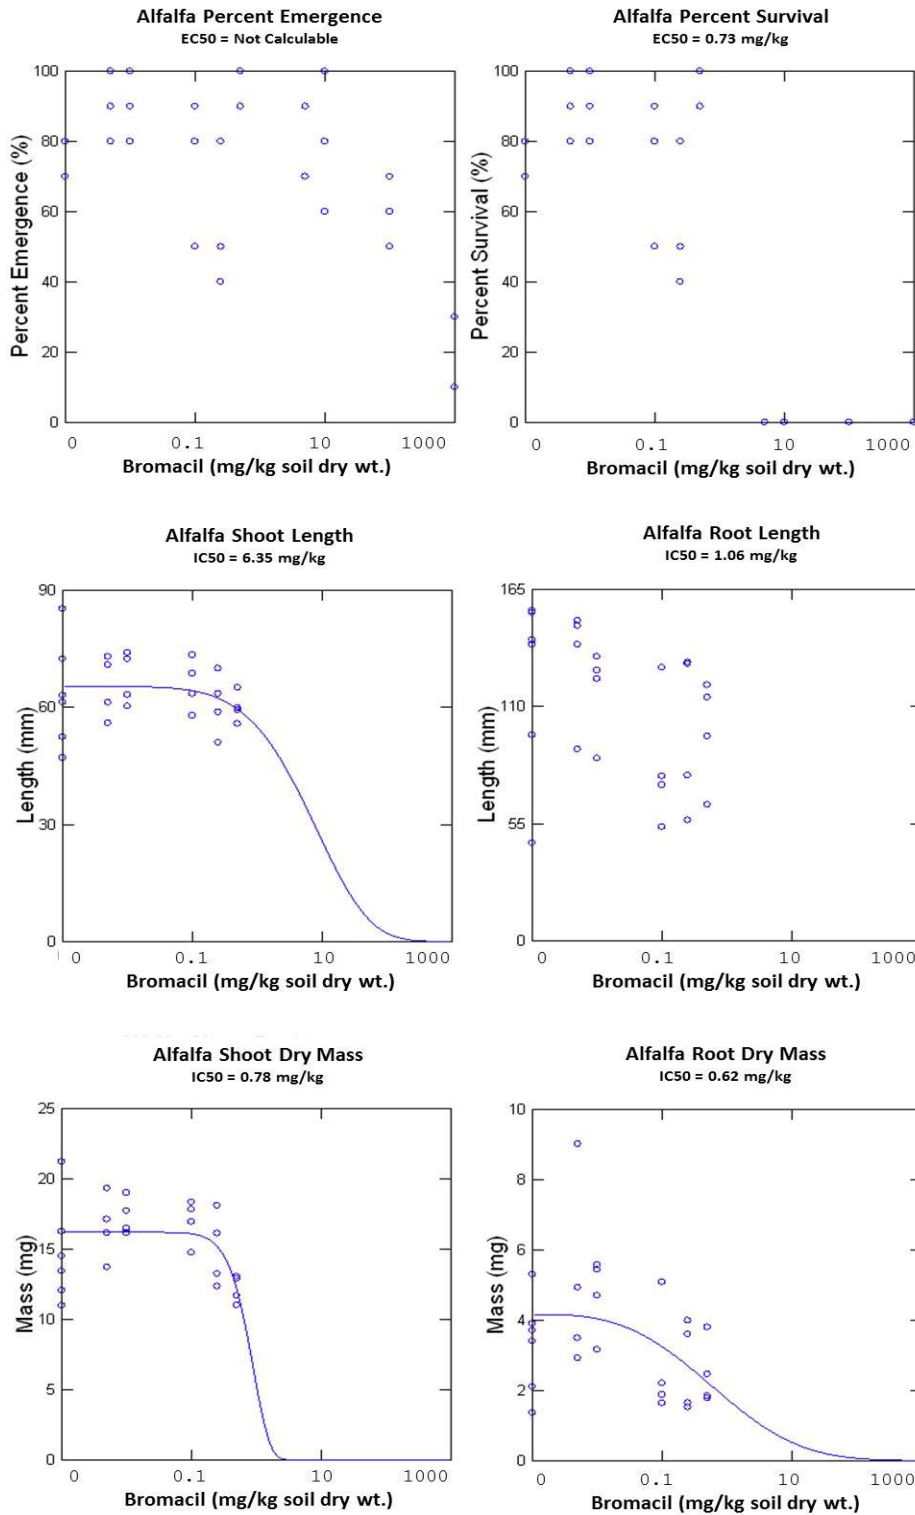 Alfalfa Percent Emergence
EC50 = Not Calculable
100
80
60
40
20
0
Percent Emergence (%)
0 0.1 10 1000
Bromacil (mg/kg soil dry wt.)
Alfalfa Percent Survival
EC50 = 0.73 mg/kg
100
80
60
40
20
0
Percent Survival (%)
0 0.1 10 1000
Bromacil (mg/kg soil dry wt.)
Alfalfa Shoot Length
IC50 = 6.35 mg/kg
90
60
30
0
Length (mm)
0 0.1 10 1000
Bromacil (mg/kg soil dry wt.)
Alfalfa Root Length
IC50 = 1.06 mg/kg
165
110
55
0
Length (mm)
0 0.1 10 1000
Bromacil (mg/kg soil dry wt.)
Alfalfa Shoot Dry Mass
IC50 = 0.78 mg/kg
25
20
15
10
5
0
Mass (mg)
0 0.1 10 1000
Bromacil (mg/kg soil dry wt.)
Alfalfa Root Dry Mass
IC50 = 0.62 mg/kg
10
8
6
4
2
0
Mass (mg)
0 0.1 10 1000
Bromacil (mg/kg soil dry wt.)